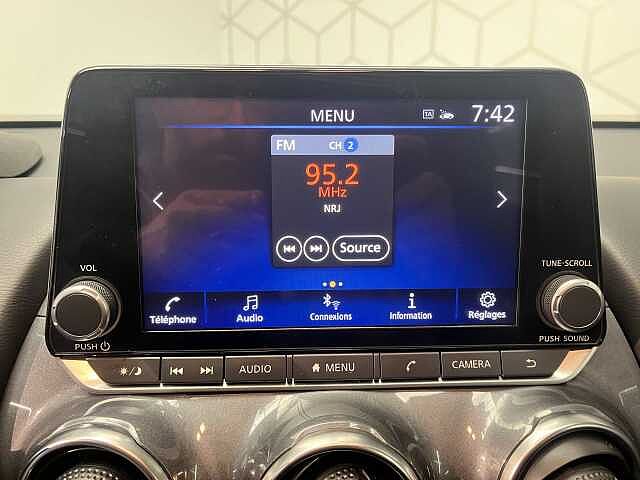 MENU TA 7:42
FM CH 2
95.2
MHz
NRJ
Source
Téléphone Audio Connexions Information Réglages
VOL
PUSH
TUNE-SCROLL
PUSH SOUND
AUDIO MENU CAMERA